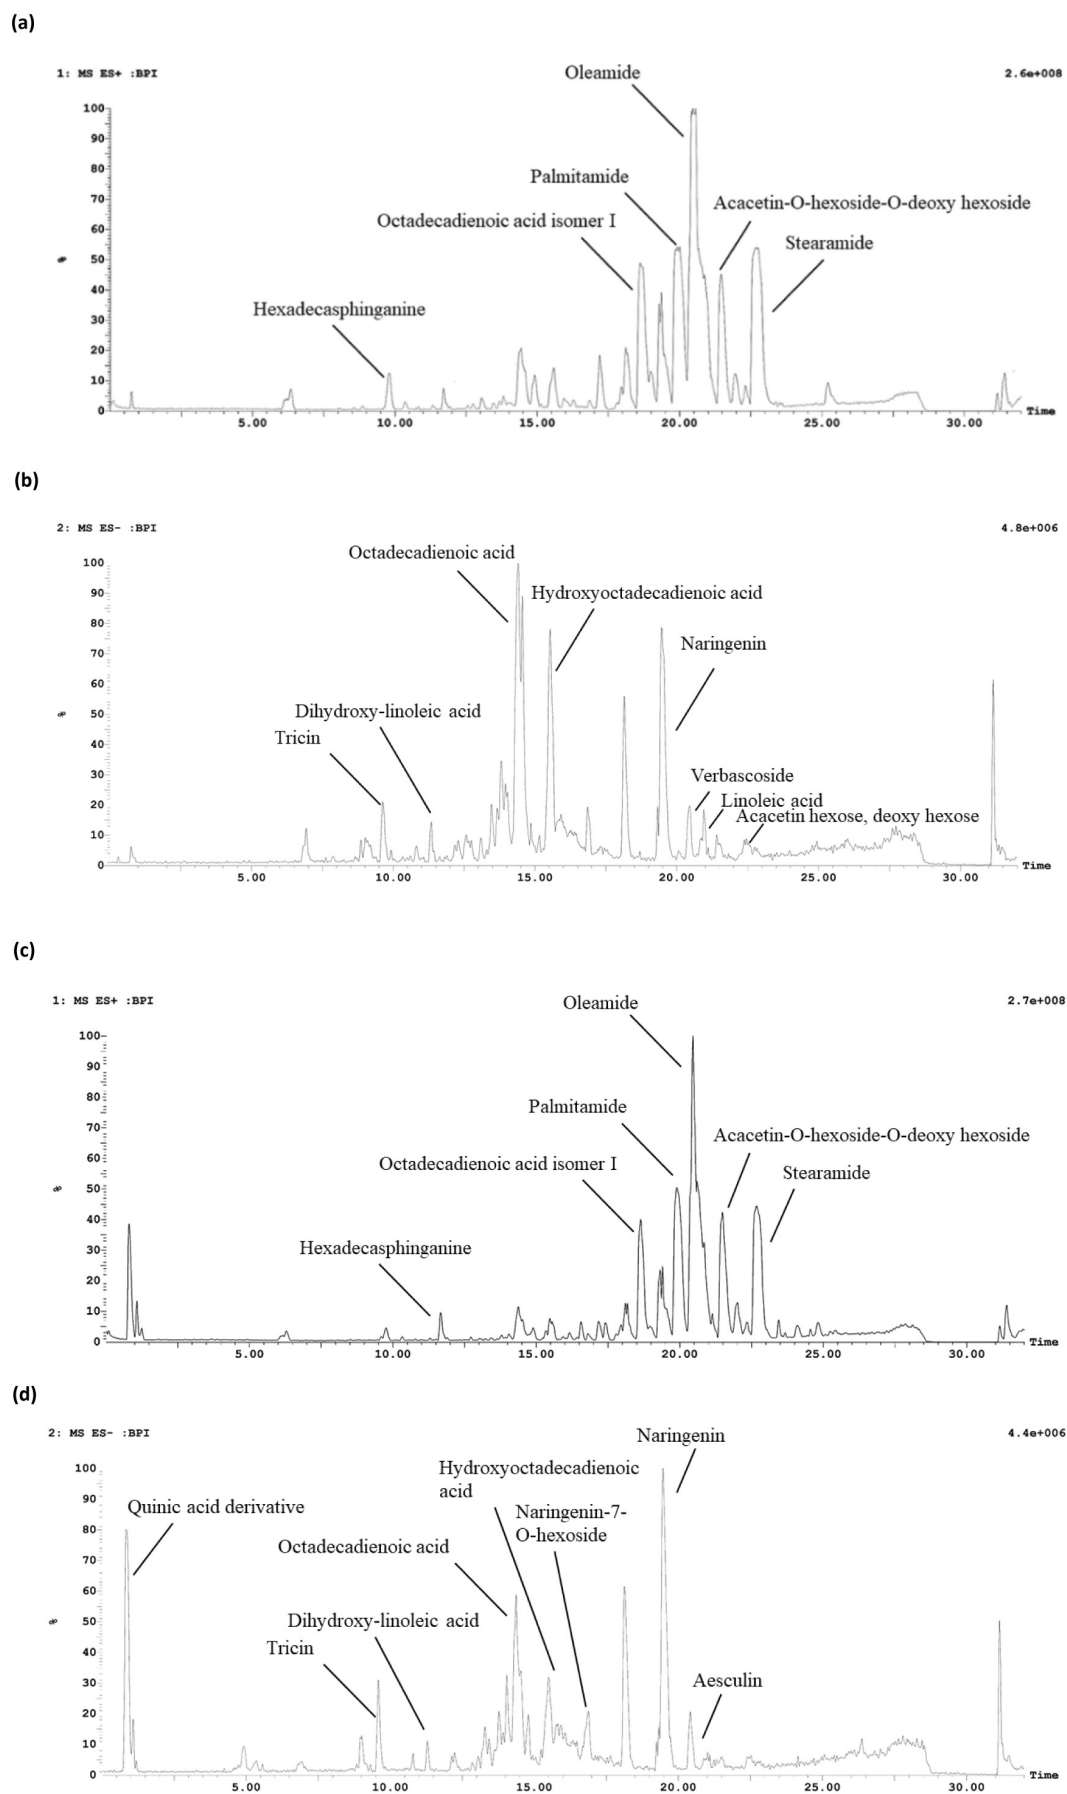 (a)
1: MS ES+ :BPI
2.6e+008
Oleamide
Palmitamide
Acacetin-O-hexoside-O-deoxy hexoside
Octadecadienoic acid isomer I
Stearamide
Hexadecasphinganine
100
90
80
70
60
50
40
30
20
10
0
%
5.00 10.00 15.00 20.00 25.00 30.00
Time
(b)
2: MS ES- :BPI
4.8e+006
Octadecadienoic acid
Hydroxyoctadecadienoic acid
Naringenin
Dihydroxy-linoleic acid
Tricin
Verbascoside
Linoleic acid
Acacetin hexose, deoxy hexose
100
90
80
70
60
50
40
30
20
10
0
%
5.00 10.00 15.00 20.00 25.00 30.00
Time
(c)
1: MS ES+ :BPI
2.7e+008
Oleamide
Palmitamide
Acacetin-O-hexoside-O-deoxy hexoside
Octadecadienoic acid isomer I
Stearamide
Hexadecasphinganine
100
90
80
70
60
50
40
30
20
10
0
%
5.00 10.00 15.00 20.00 25.00 30.00
Time
(d)
2: MS ES- :BPI
4.4e+006
Naringenin
Hydroxyoctadecadienoic
acid
Quinic acid derivative
Naringenin-7-
O-hexoside
Octadecadienoic acid
Dihydroxy-linoleic acid
Tricin
Aesculin
100
90
80
70
60
50
40
30
20
10
0
%
5.00 10.00 15.00 20.00 25.00 30.00
Time